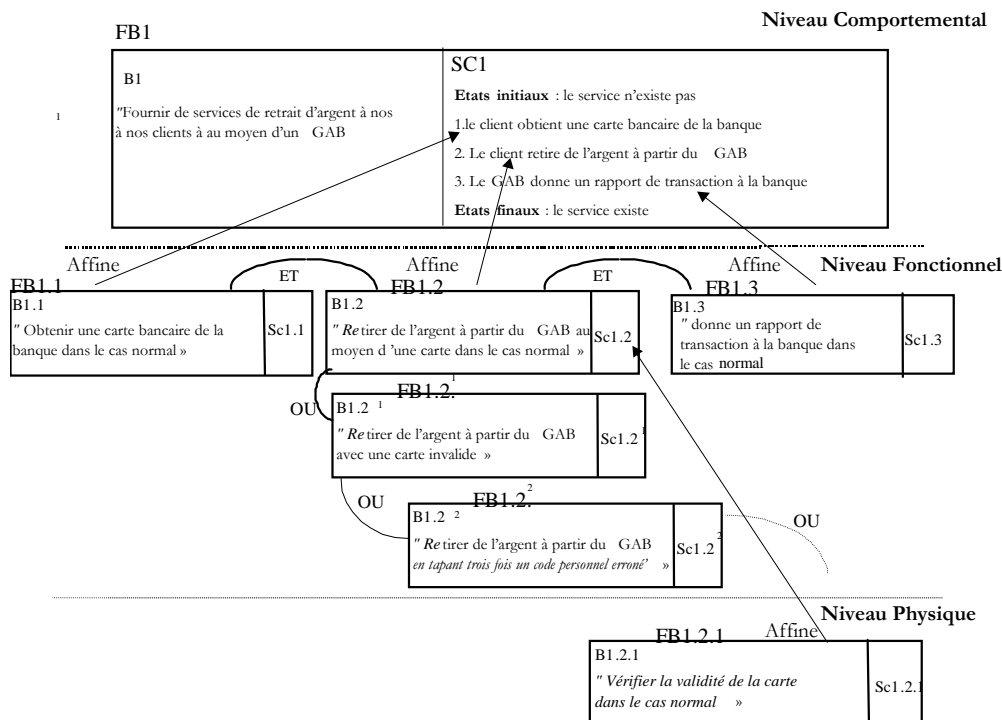 Niveau Comportemental
FB1
B1
"Fournir de services de retrait d'argent à nos
à nos clients à au moyen d'un GAB
1
SC1
Etats initiaux : le service n'existe pas
1.le client obtient une carte bancaire de la banque
2. Le client retire de l'argent à partir du GAB
3. Le GAB donne un rapport de transaction à la banque
Etats finaux : le service existe
Affine
ET
Affine
ET
Affine
Niveau Fonctionnel
FB1.1
B1.1
" Obtenir une carte bancaire de la
banque dans le cas normal »
Sc1.1
FB1.2
B1.2
" Retirer de l'argent à partir du GAB au
moyen d 'une carte dans le cas normal »
Sc1.2
FB1.3
B1.3
" donne un rapport de
transaction à la banque dans
le cas normal
Sc1.3
OU
FB1.2. 1
B1.2 1
" Retirer de l'argent à partir du GAB
avec une carte invalide »
Sc1.2 1
OU
FB1.2. 2
B1.2 2
" Retirer de l'argent à partir du GAB
en tapant trois fois un code personnel erroné' »
Sc1.2 2
OU
Niveau Physique
Affine
FB1.2.1
B1.2.1
" Vérifier la validité de la carte
dans le cas normal »
Sc1.2.1